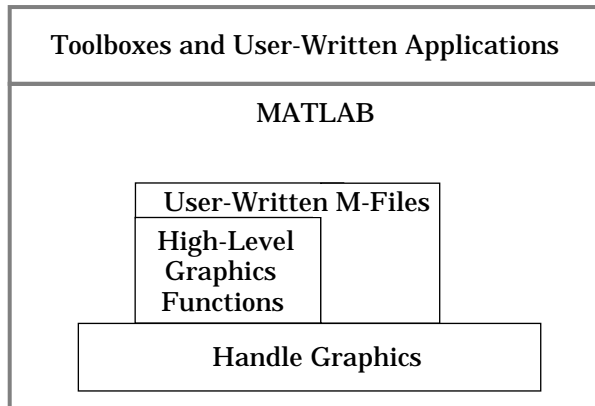 Toolboxes and User-Written Applications
MATLAB
User-Written M-Files
High-Level
Graphics
Functions
Handle Graphics